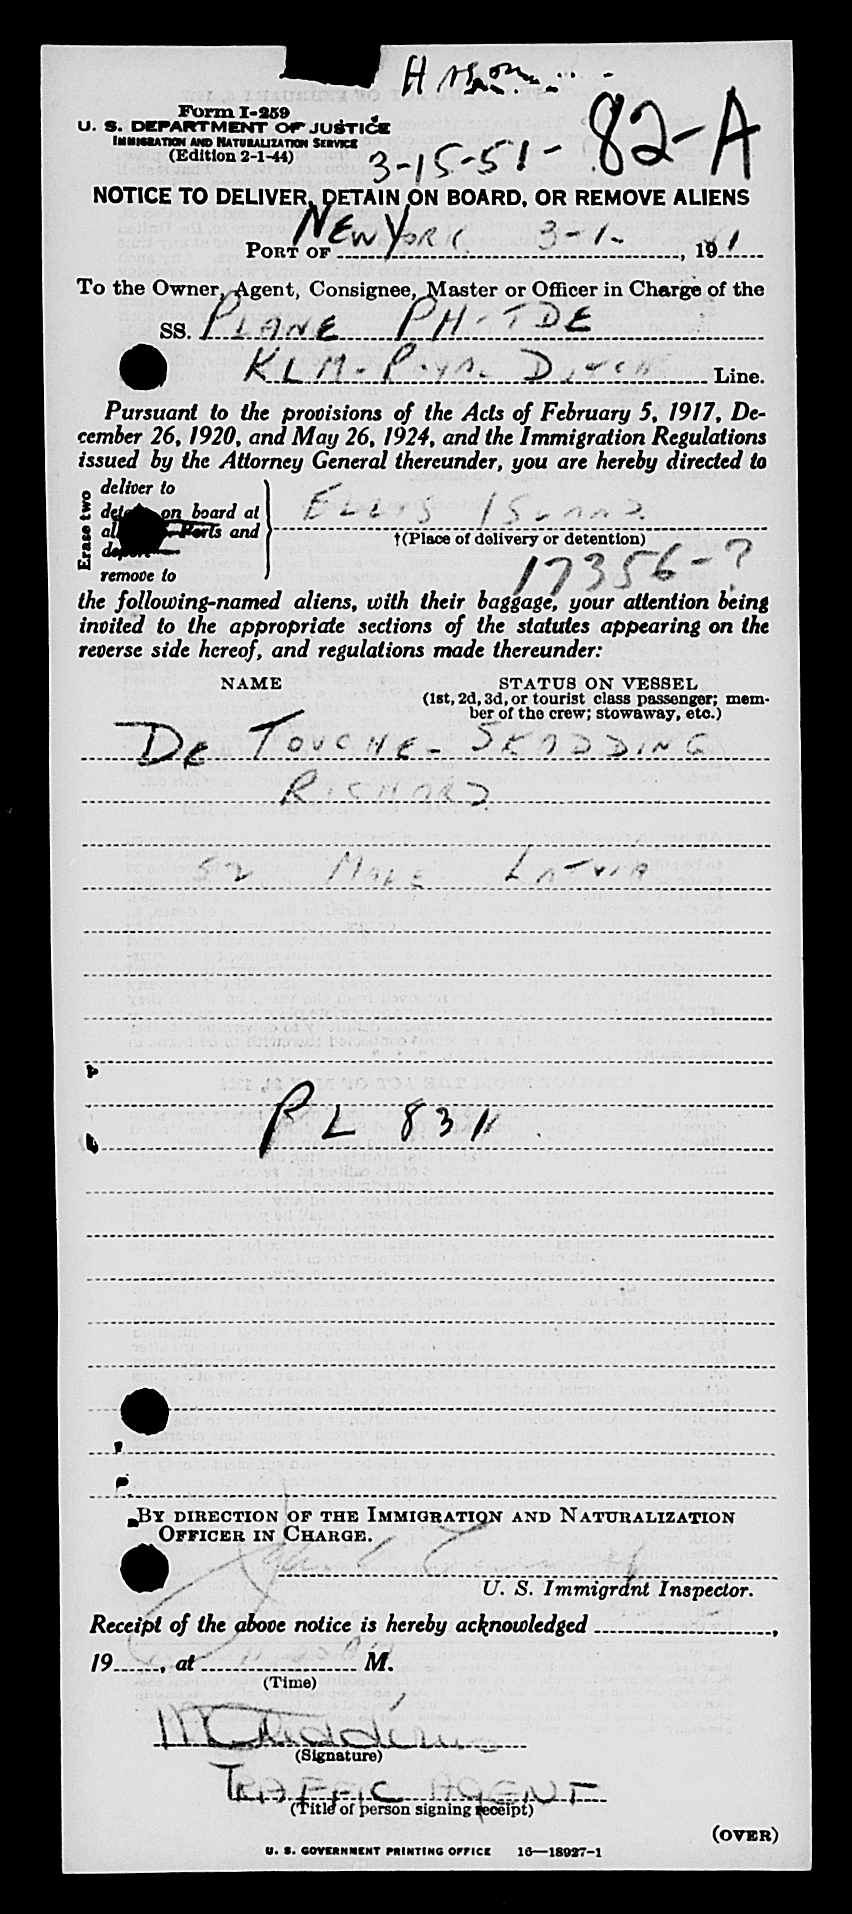 Form I-259
U. S. DEPARTMENT OF JUSTICE
IMMIGRATION AND NATURALIZATION SERVICE
(Edition 2-1-44)
3-15-51- 82-A
NOTICE TO DELIVER, DETAIN ON BOARD, OR REMOVE ALIENS
PORT OF NEW YORK 3-1-, 19
To the Owner, Agent, Consignee, Master or Officer in Charge of the
SS. PLANE PH-TDE
KLM-Royal Dutch Line.
Pursuant to the provisions of the Acts of February 5, 1917, De-
cember 26, 1920, and May 26, 1924, and the Immigration Regulations
issued by the Attorney General thereunder, you are hereby directed to
Erase two
deliver to
detain on board at
all Ports and
deport
remove to
ELLIS ISLAND
†(Place of delivery or detention)
17356-?
the following-named aliens, with their baggage, your attention being
invited to the appropriate sections of the statutes appearing on the
reverse side hereof, and regulations made thereunder:
NAME STATUS ON VESSEL
(1st, 2d, 3d, or tourist class passenger; mem-
ber of the crew; stowaway, etc.)
DE TOUCHE-SKADDING
RICHARD
52 MALE LATVIA
PL 831
BY DIRECTION OF THE IMMIGRATION AND NATURALIZATION
OFFICER IN CHARGE.
U. S. Immigrant Inspector.
Receipt of the above notice is hereby acknowledged ,
19 , at M.
(Time)
(Signature)
TRAFFIC AGENT
(Title of person signing receipt)
(OVER)
U. S. GOVERNMENT PRINTING OFFICE 16—18927-1